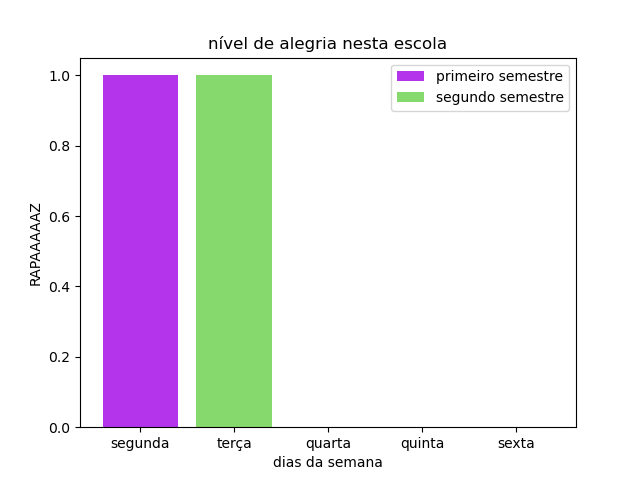 nível de alegria nesta escola
primeiro semestre
segundo semestre
RAPAAAAAZ
1.0
0.8
0.6
0.4
0.2
0.0
segunda
terça
quarta
quinta
sexta
dias da semana